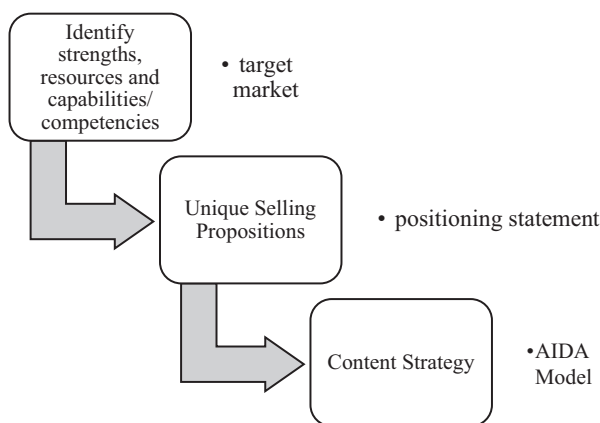 Identify
strengths,
resources and
capabilities/
competencies
• target
market
Unique Selling
Propositions
• positioning statement
Content Strategy
•AIDA
Model